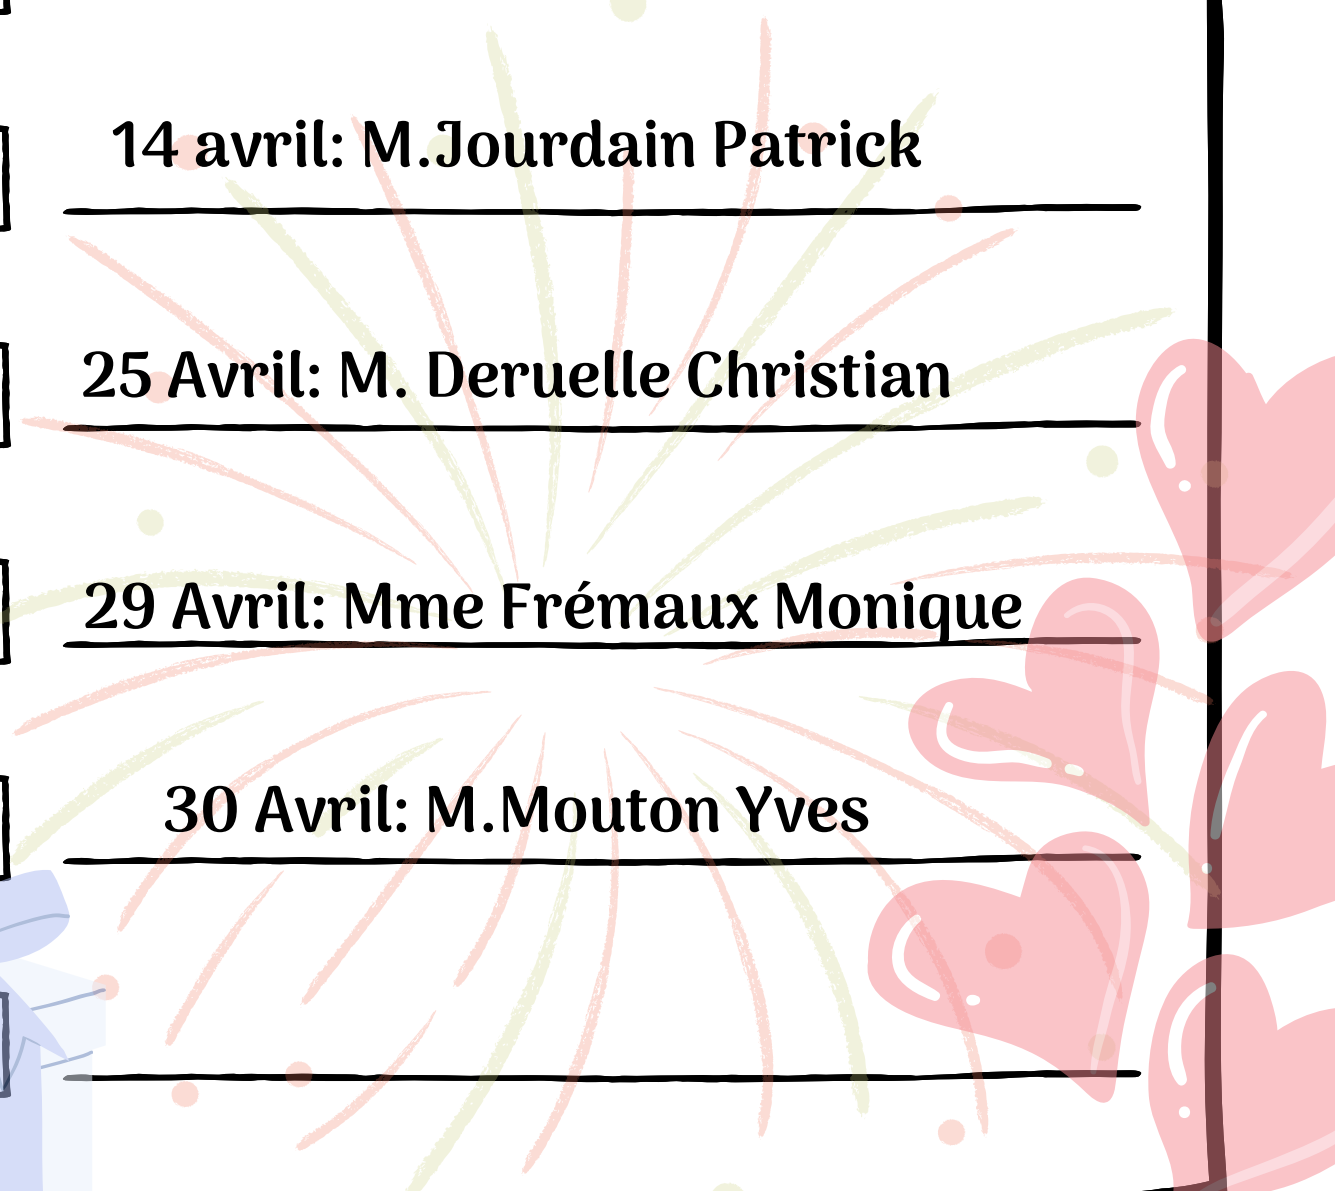 14 avril: M.Jourdain Patrick
25 Avril: M. Deruelle Christian
29 Avril: Mme Frémaux Monique
30 Avril: M.Mouton Yves